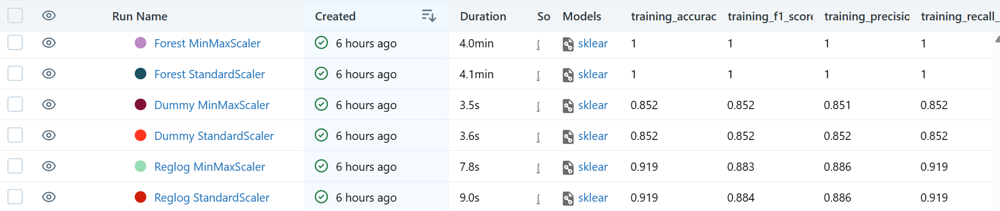 Run Name Created Duration So Models training_accurac training_f1_score training_precisio training_recall_
Forest MinMaxScaler 6 hours ago 4.0min sklear 1 1 1 1
Forest StandardScaler 6 hours ago 4.1min sklear 1 1 1 1
Dummy MinMaxScaler 6 hours ago 3.5s sklear 0.852 0.852 0.851 0.852
Dummy StandardScaler 6 hours ago 3.6s sklear 0.852 0.852 0.852 0.852
Reglog MinMaxScaler 6 hours ago 7.8s sklear 0.919 0.883 0.886 0.919
Reglog StandardScaler 6 hours ago 9.0s sklear 0.919 0.884 0.886 0.919